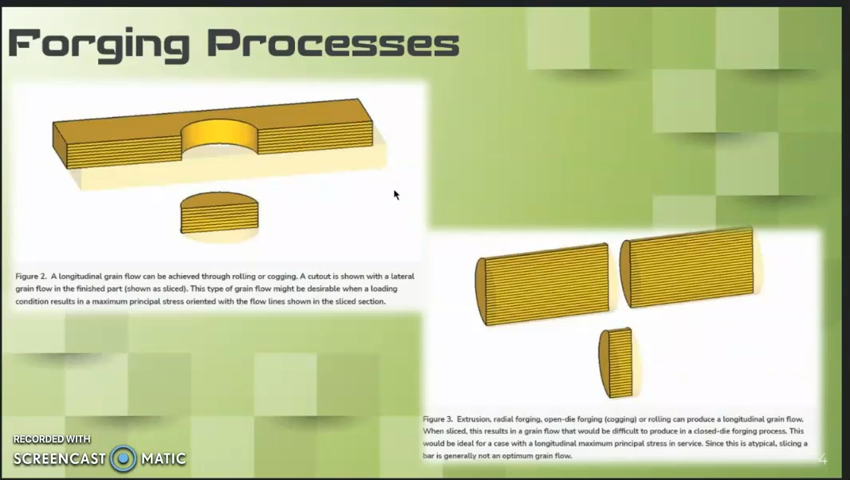 Forging Processes
Figure 2. A longitudinal grain flow can be achieved through rolling or cogging. A cutout is shown with a lateral
grain flow in the finished part (shown as sliced). This type of grain flow might be desirable when a loading
condition results in a maximum principal stress oriented with the flow lines shown in the sliced section.
Figure 3. Extrusion, radial forging, open-die forging (cogging) or rolling can produce a longitudinal grain flow.
When sliced, this results in a grain flow that would be difficult to produce in a closed-die forging process. This
would be ideal for a case with a longitudinal maximum principal stress in service. Since this is atypical, slicing a
bar is generally not an optimum grain flow.
4
RECORDED WITH
SCREENCAST MATIC